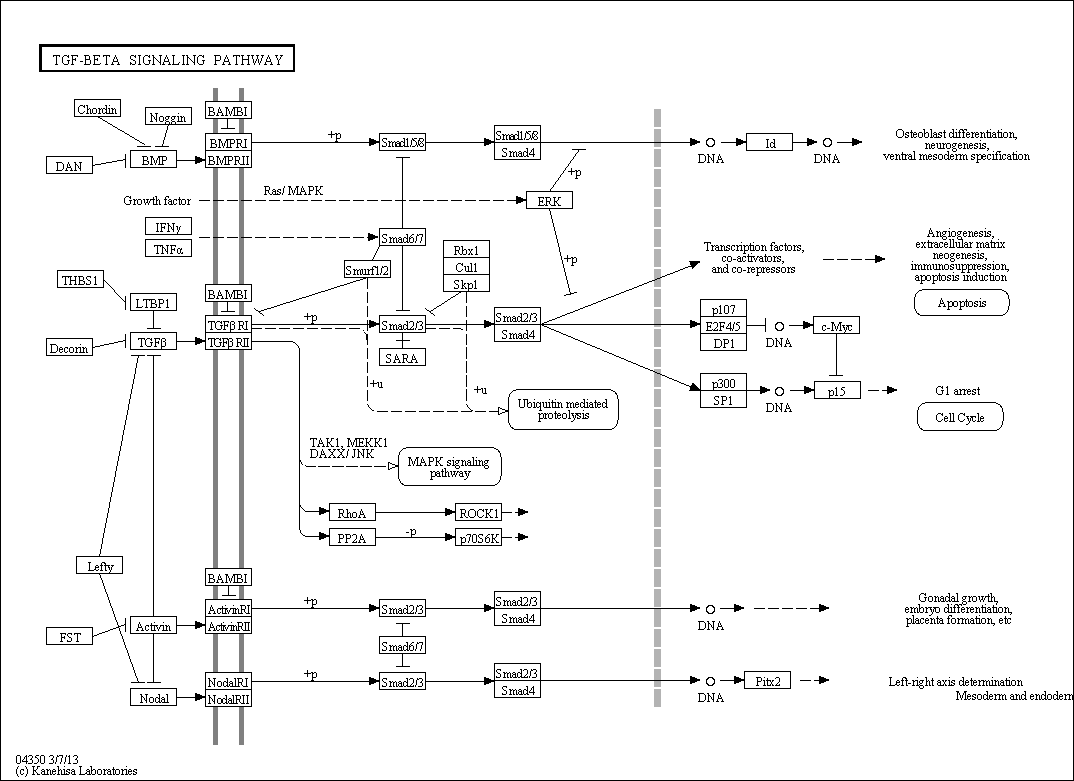 TGF-BETA SIGNALING PATHWAY
Chordin
Noggin
BAMBI
+p
DAN
BMP
BMPRI
BMPRII
Smad1/5/8
Smad1/5/8
Smad4
DNA
Id
DNA
Osteoblast differentiation,
neurogenesis,
ventral mesoderm specification
Growth factor
Ras/ MAPK
+p
ERK
+p
IFNγ
TNFα
Smad6/7
Smurf1/2
Rbx1
Cul1
Skp1
Transcription factors,
co-activators,
and co-repressors
Angiogenesis,
extracellular matrix
neogenesis,
immunosuppression,
apoptosis induction
Apoptosis
THBS1
LTBP1
BAMBI
Decorin
TGFβ
TGFβ RI
TGFβ RII
+p
Smad2/3
SARA
Smad2/3
Smad4
p107
E2F4/5
DP1
DNA
c-Myc
p300
SP1
DNA
p15
G1 arrest
Cell Cycle
+u
+u
Ubiquitin mediated
proteolysis
TAK1, MEKK1
DAXX/ JNK
MAPK signaling
pathway
RhoA
ROCK1
PP2A
-p
p70S6K
Lefty
BAMBI
FST
Activin
ActivinRI
ActivinRII
+p
Smad2/3
Smad2/3
Smad4
DNA
Gonadal growth,
embryo differentiation,
placenta formation, etc
Smad6/7
Nodal
NodalRI
NodalRII
+p
Smad2/3
Smad2/3
Smad4
DNA
Pitx2
Left-right axis determination
Mesoderm and endoderm
04350 3/7/13
(c) Kanehisa Laboratories